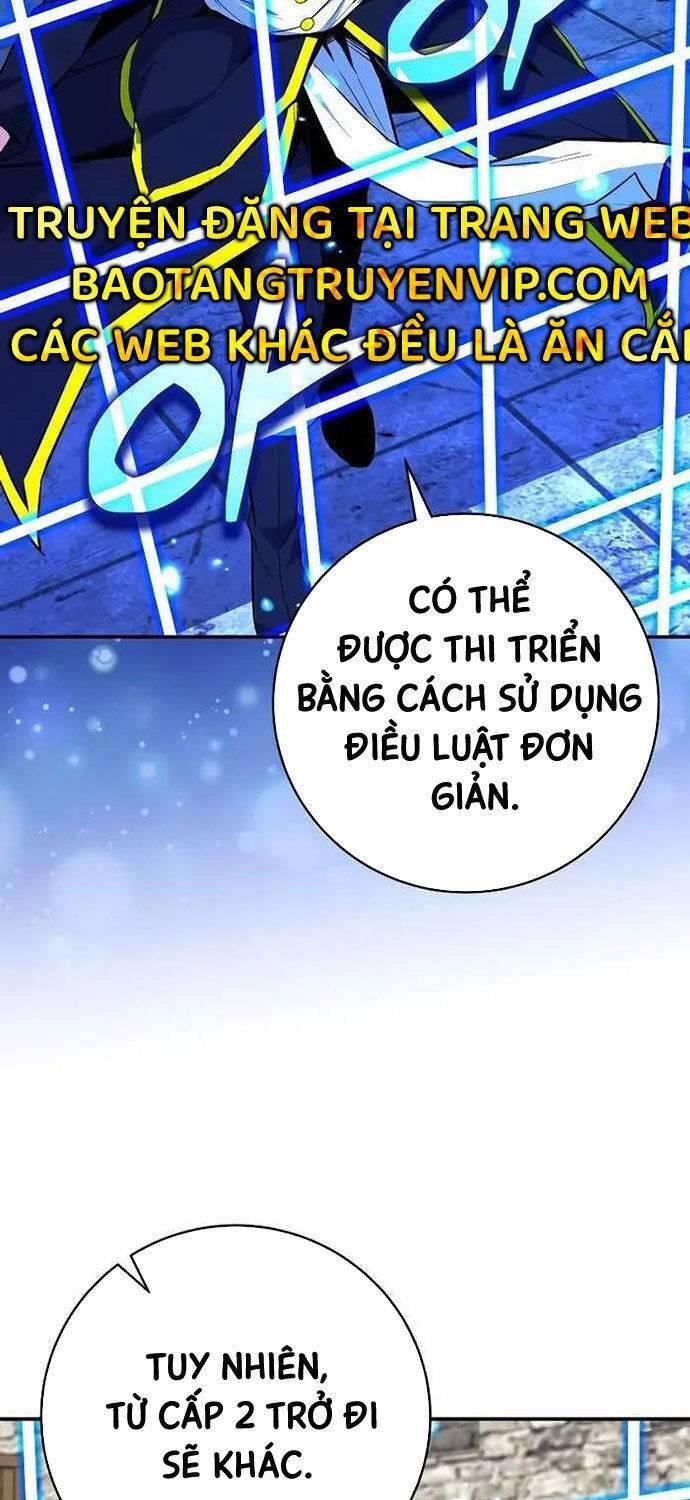 TRUYỆN ĐĂNG TẠI TRANG WEB
BAOTANGTRUYENVIP.COM
CÁC WEB KHÁC ĐỀU LÀ ĂN CẮP
CÓ THỂ
ĐƯỢC THI TRIỂN
BẰNG CÁCH SỬ DỤNG
ĐIỀU LUẬT ĐƠN
GIẢN.
TUY NHIÊN,
TỪ CẤP 2 TRỞ ĐI
SẼ KHÁC.